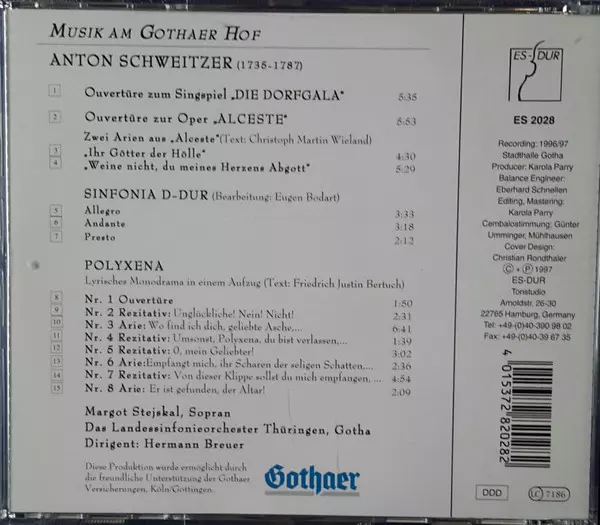 MUSIK AM GOTHAER HOF
ANTON SCHWEITZER (1735-1787)
1 Ouvertüre zum Singspiel „DIE DORFGALA“ 5:35
2 Ouvertüre zur Oper „ALCESTE“ 5:53
Zwei Arien aus „Alceste“(Text: Christoph Martin Wieland)
3 „Ihr Götter der Hölle“ 4:30
4 „Weine nicht, du meines Herzens Abgott“ 5:29
SINFONIA D-DUR (Bearbeitung: Eugen Bodart)
5 Allegro 3:33
6 Andante 3:18
7 Presto 2:12
POLYXENA
Lyrisches Monodrama in einem Aufzug (Text: Friedrich Justin Bertuch)
8 Nr. 1 Ouvertüre 1:50
9 Nr. 2 Rezitativ: Unglückliche! Nein! Nicht! 2:31
10 Nr. 3 Arie: Wo find ich dich, geliebte Asche,... 6:41
11 Nr. 4 Rezitativ: Umsonst, Polyxena, du bist verlassen,... 1:39
12 Nr. 5 Rezitativ: O, mein Geliebter! 3:02
13 Nr. 6 Arie: Empfangt mich, ihr Scharen der seligen Schatten,... 2:36
14 Nr. 7 Rezitativ: Von dieser Klippe sollst du mich empfangen, ... 4:54
15 Nr. 8 Arie: Er ist gefunden, der Altar! 2:09
Margot Stejskal, Sopran
Das Landessinfonieorchester Thüringen, Gotha
Dirigent: Hermann Breuer
Diese Produktion wurde ermöglicht durch
die freundliche Unterstützung der Gothaer
Versicherungen, Köln/Göttingen.
Gothaer
ES-DUR
ES 2028
Recording: 1996/97
Stadthalle Gotha
Producer: Karola Parry
Balance Engineer:
Eberhard Schnellen
Editing, Mastering:
Karola Parry
Cembalostimmung: Günter
Umminger, Mühlhausen
Cover Design:
Christian Rondthaler
©+℗ 1997
ES-DUR
Tonstudio
Arnoldstr. 26-30
22765 Hamburg, Germany
Tel: +49-(0)40-390 98 02
Fax: +49-(0)40-39 67 35
4 015372 820282
DDD
LC 7186